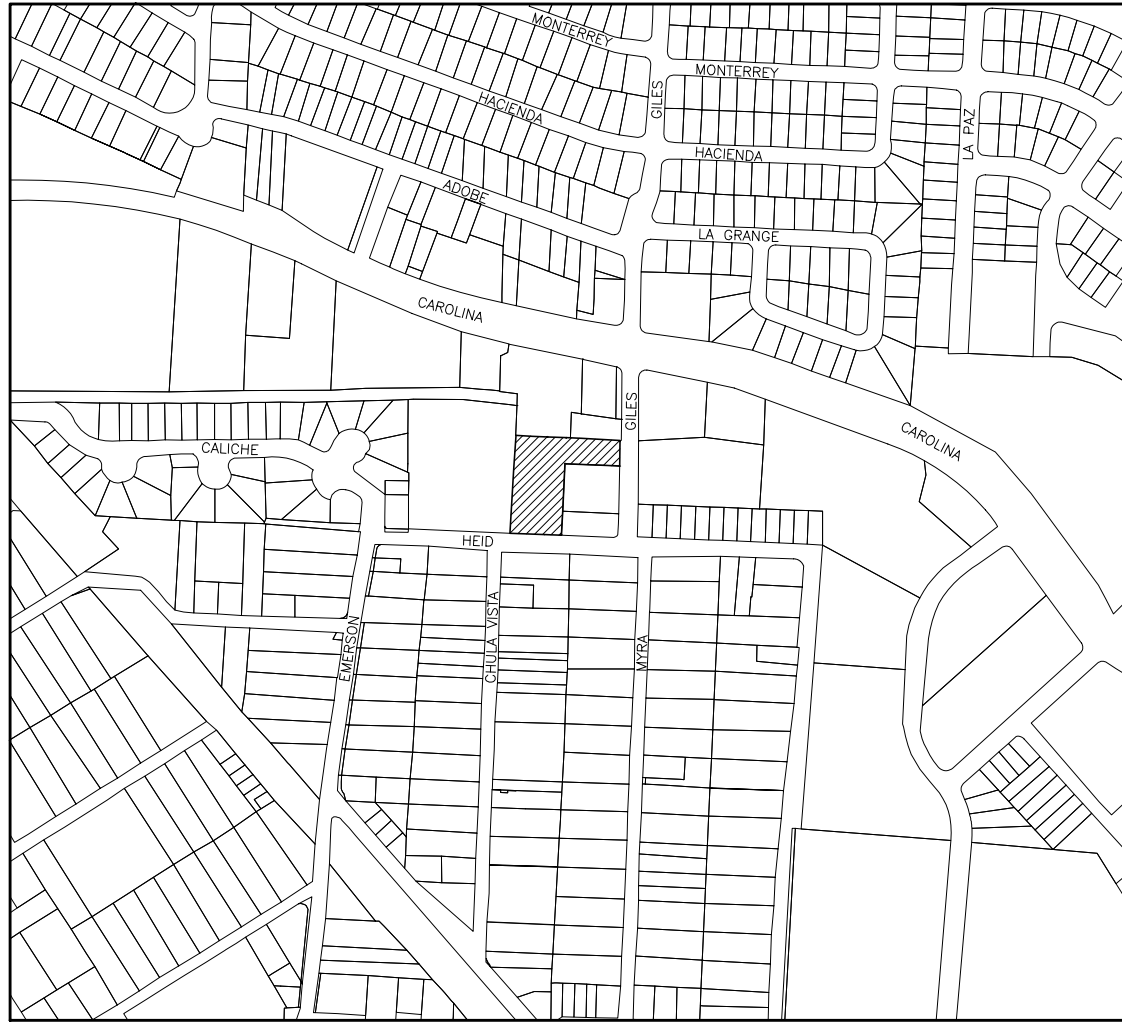 MONTERREY
MONTERREY
GILES
HACIENDA
LA PAZ
HACIENDA
ADOBE
LA GRANGE
CAROLINA
GILES
CAROLINA
CALICHE
HEID
EMERSON
CHULA VISTA
MYRA